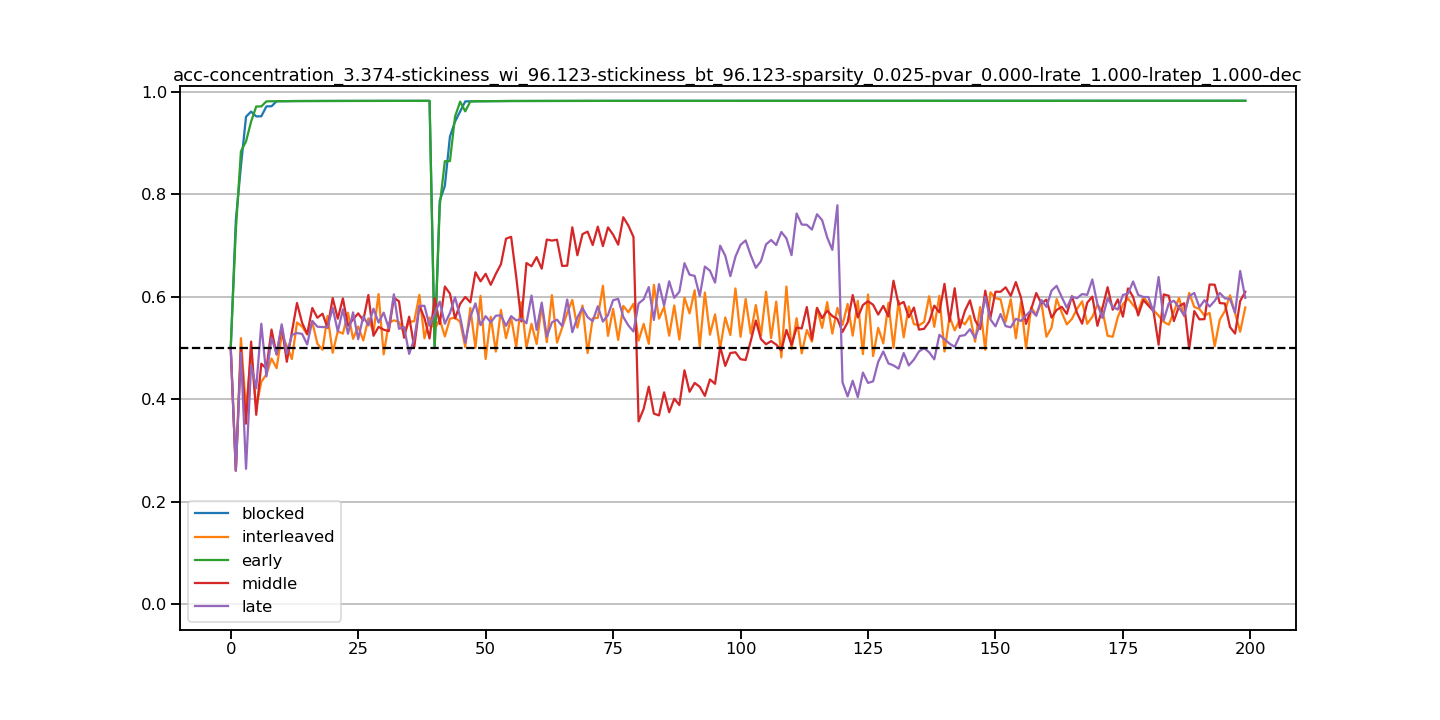 acc-concentration_3.374-stickiness_wi_96.123-stickiness_bt_96.123-sparsity_0.025-pvar_0.000-lrate_1.000-lratep_1.000-dec
1.0
0.8
0.6
0.4
0.2
0.0
blocked
interleaved
early
middle
late
0 25 50 75 100 125 150 175 200